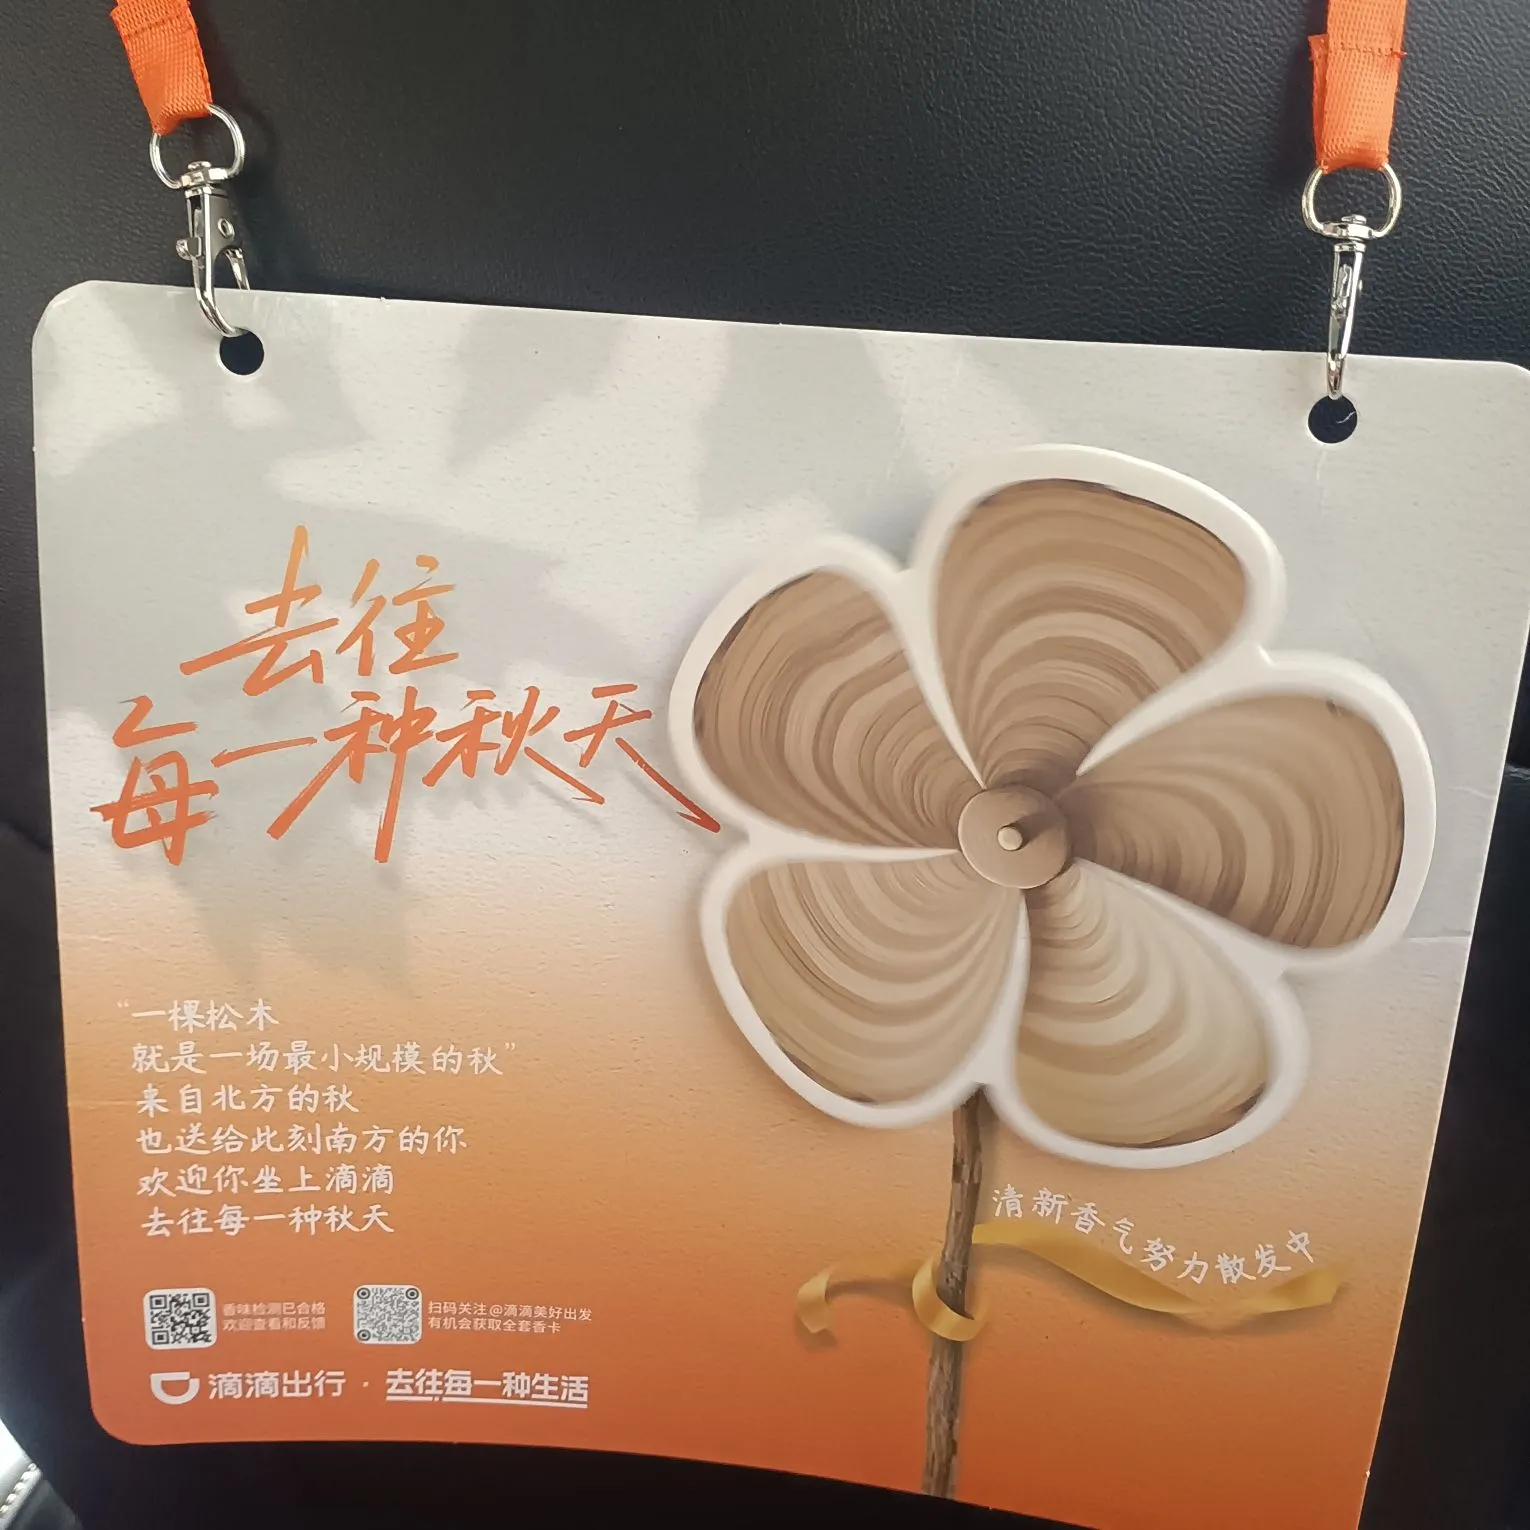 去往
每一种秋天
“一棵松木
就是一场最小规模的秋”
来自北方的秋
也送给此刻南方的你
欢迎你坐上滴滴
去往每一种秋天
清新香气努力散发中
香味检测已合格
欢迎查看和反馈
扫码关注@滴滴美好出发
有机会获取全套香卡
滴滴出行·去往每一种生活